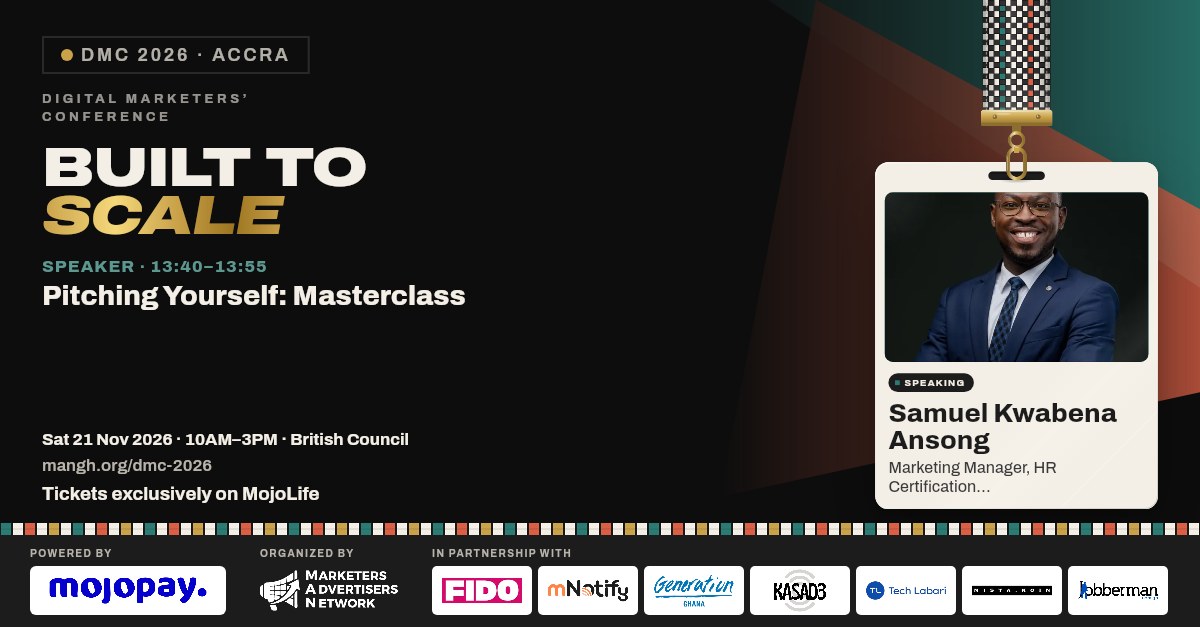 DMC 2026 · ACCRA
DIGITAL MARKETERS’
CONFERENCE
BUILT TO
SCALE
SPEAKER · 13:40–13:55
Pitching Yourself: Masterclass
Sat 21 Nov 2026 · 10AM–3PM · British Council
mangh.org/dmc-2026
Tickets exclusively on MojoLife
SPEAKING
Samuel Kwabena
Ansong
Marketing Manager, HR
Certification...
POWERED BY
mojopay.
ORGANIZED BY
MARKETERS
ADVERTISERS
NETWORK
IN PARTNERSHIP WITH
FIDO
mNotify
Generation
GHANA
KASAD3
TL Tech Labari
Jobberman